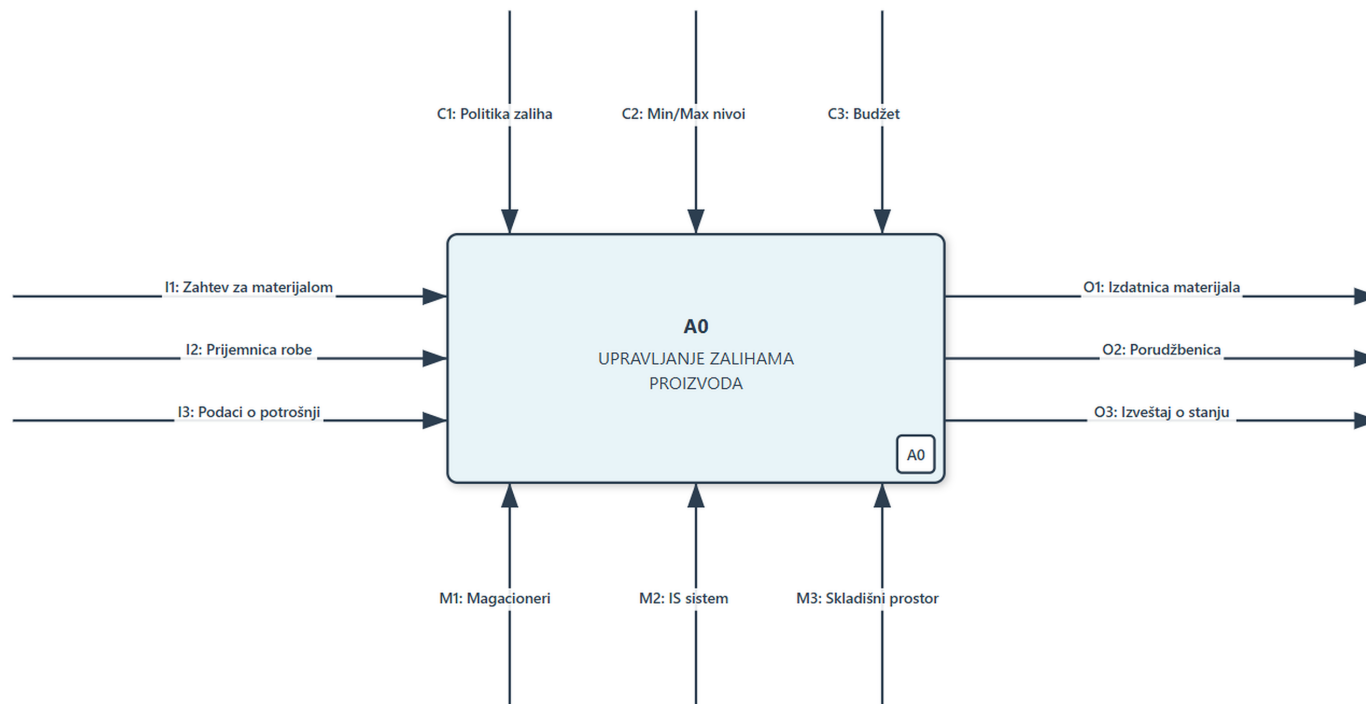 C1: Politika zaliha
C2: Min/Max nivoi
C3: Budžet
I1: Zahtev za materijalom
I2: Prijemnica robe
I3: Podaci o potrošnji
A0
UPRAVLJANJE ZALIHAMA
PROIZVODA
A0
O1: Izdatnica materijala
O2: Porudžbenica
O3: Izveštaj o stanju
M1: Magacioneri
M2: IS sistem
M3: Skladišni prostor